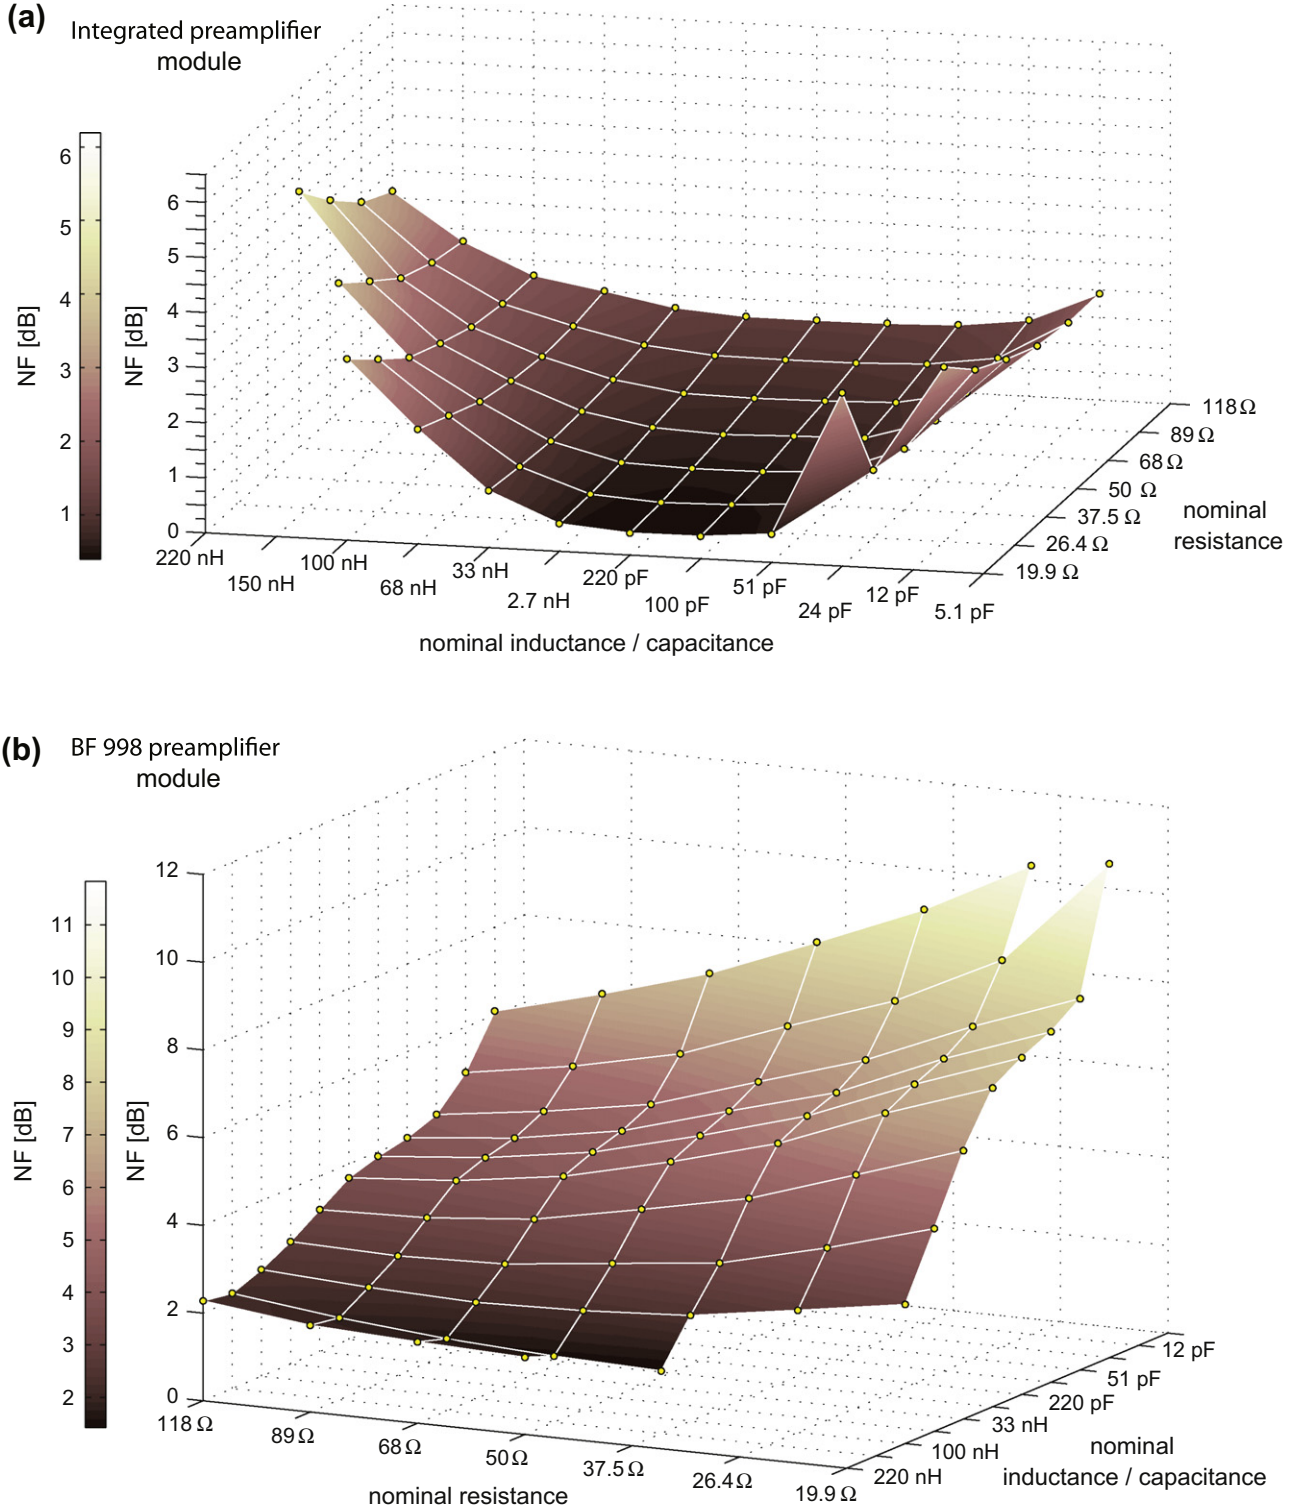 (a)
Integrated preamplifier
module
6
5
4
3
2
1
NF [dB]
NF [dB]
6
5
4
3
2
1
0
220 nH
150 nH
100 nH
68 nH
33 nH
2.7 nH
220 pF
100 pF
51 pF
24 pF
12 pF
5.1 pF
nominal inductance / capacitance
118Ω
89 Ω
68 Ω
50 Ω
37.5 Ω
26.4 Ω
19.9 Ω
nominal
resistance
(b)
BF 998 preamplifier
module
11
10
9
8
7
6
5
4
3
2
NF [dB]
NF [dB]
12
10
8
6
4
2
0
118 Ω
89 Ω
68 Ω
50 Ω
37.5 Ω
26.4 Ω
19.9 Ω
nominal resistance
12 pF
51 pF
220 pF
33 nH
100 nH
220 nH
nominal
inductance / capacitance